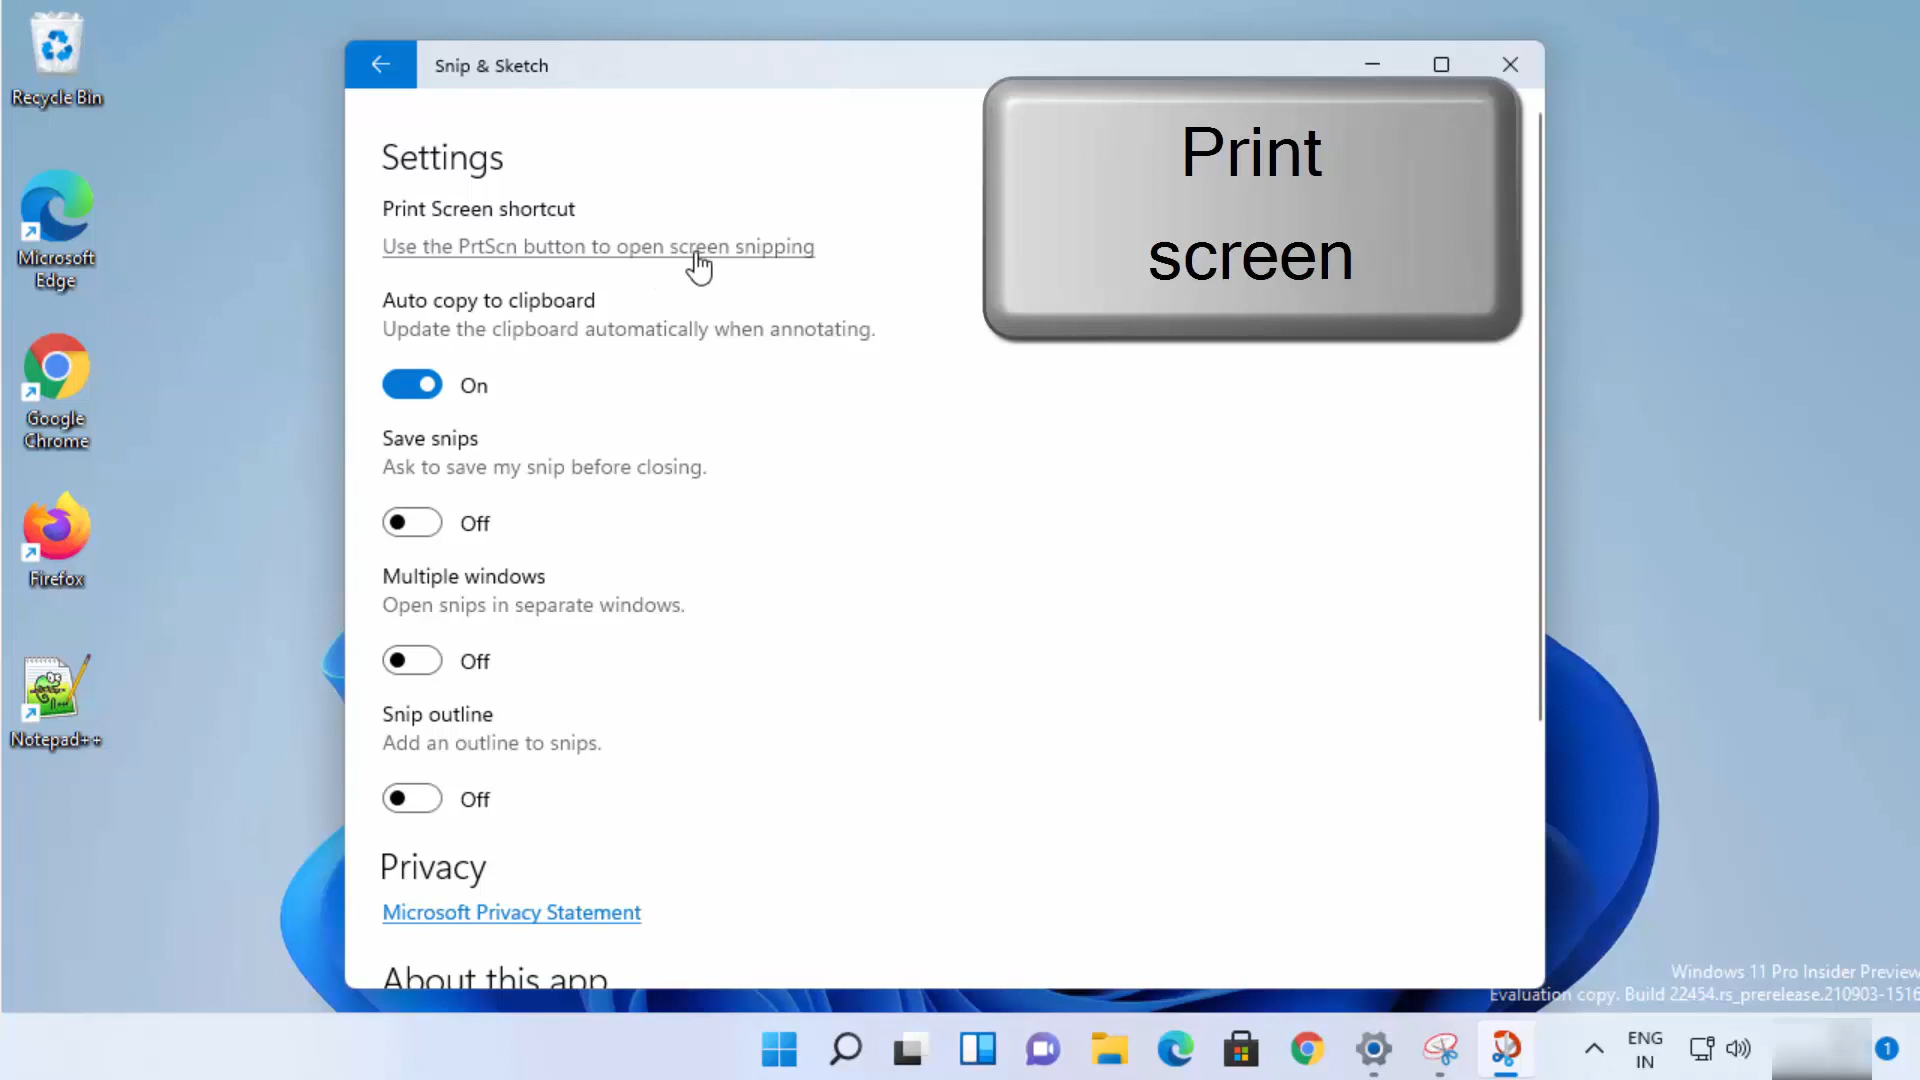 Recycle Bin
Microsoft
Edge
Google
Chrome
Firefox
Notepad++
Snip & Sketch
Print
screen
Settings
Print Screen shortcut
Use the PrtScn button to open screen snipping
Auto copy to clipboard
Update the clipboard automatically when annotating.
On
Save snips
Ask to save my snip before closing.
Off
Multiple windows
Open snips in separate windows.
Off
Snip outline
Add an outline to snips.
Off
Privacy
Microsoft Privacy Statement
About this app
Windows 11 Pro Insider Preview
Evaluation copy. Build 22454.rs_prerelease.210903-1516
ENG
IN
1